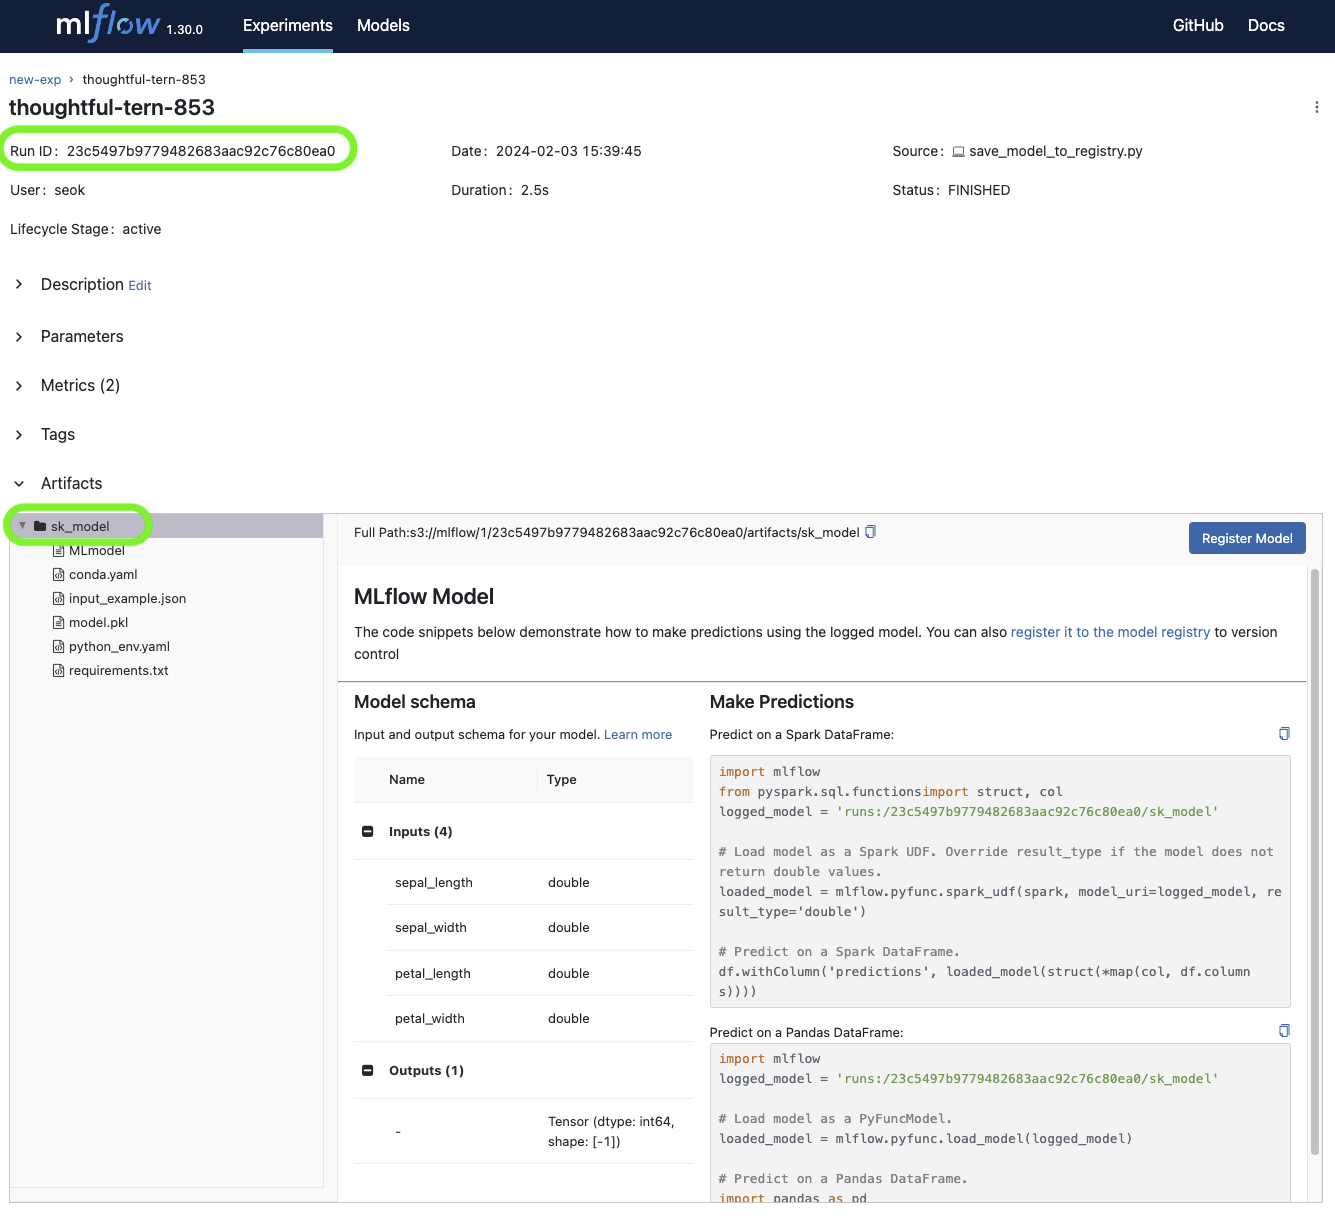 mlflow 1.30.0 Experiments Models GitHub Docs
new-exp › thoughtful-tern-853
thoughtful-tern-853
Run ID: 23c5497b9779482683aac92c76c80ea0
Date: 2024-02-03 15:39:45
Source: save_model_to_registry.py
User: seok
Duration: 2.5s
Status: FINISHED
Lifecycle Stage: active
Description Edit
Parameters
Metrics (2)
Tags
Artifacts
sk_model
MLmodel
conda.yaml
input_example.json
model.pkl
python_env.yaml
requirements.txt
Full Path:s3://mlflow/1/23c5497b9779482683aac92c76c80ea0/artifacts/sk_model
Register Model
MLflow Model
The code snippets below demonstrate how to make predictions using the logged model. You can also register it to the model registry to version
control
Model schema
Input and output schema for your model. Learn more
Name Type
Inputs (4)
sepal_length double
sepal_width double
petal_length double
petal_width double
Outputs (1)
- Tensor (dtype: int64,
shape: [-1])
Make Predictions
Predict on a Spark DataFrame:
import mlflow
from pyspark.sql.functionsimport struct, col
logged_model = 'runs:/23c5497b9779482683aac92c76c80ea0/sk_model'
# Load model as a Spark UDF. Override result_type if the model does not
return double values.
loaded_model = mlflow.pyfunc.spark_udf(spark, model_uri=logged_model, re
sult_type='double')
# Predict on a Spark DataFrame.
df.withColumn('predictions', loaded_model(struct(*map(col, df.column
s))))
Predict on a Pandas DataFrame:
import mlflow
logged_model = 'runs:/23c5497b9779482683aac92c76c80ea0/sk_model'
# Load model as a PyFuncModel.
loaded_model = mlflow.pyfunc.load_model(logged_model)
# Predict on a Pandas DataFrame.
import pandas as pd